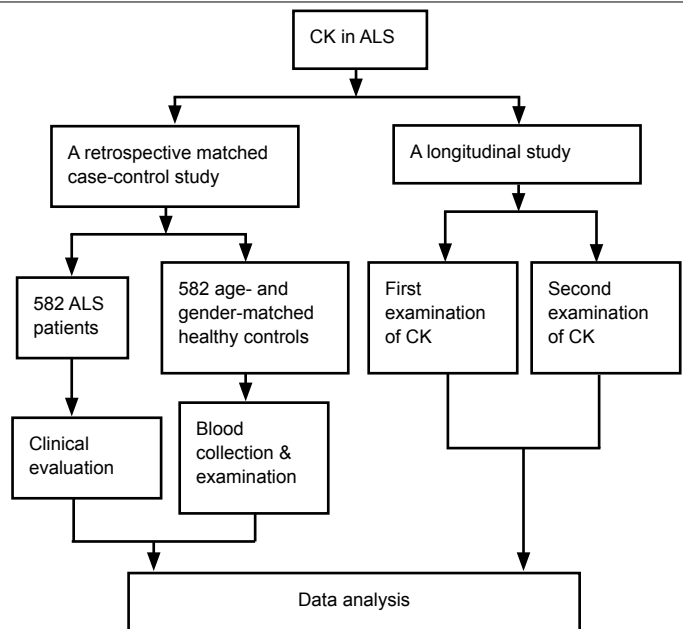 CK in ALS
A retrospective matched
case-control study
A longitudinal study
582 ALS
patients
582 age- and
gender-matched
healthy controls
First
examination
of CK
Second
examination
of CK
Clinical
evaluation
Blood
collection &
examination
Data analysis